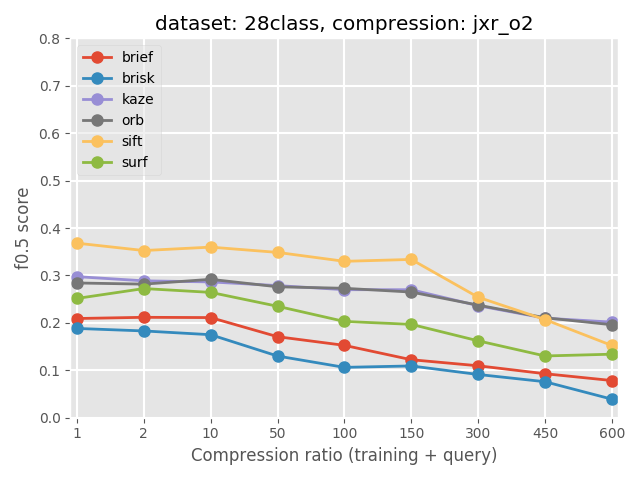 dataset: 28class, compression: jxr_o2
0.8
0.7
0.6
0.5
0.4
0.3
0.2
0.1
0.0
f0.5 score
brief
brisk
kaze
orb
sift
surf
1 2 10 50 100 150 300 450 600
Compression ratio (training + query)